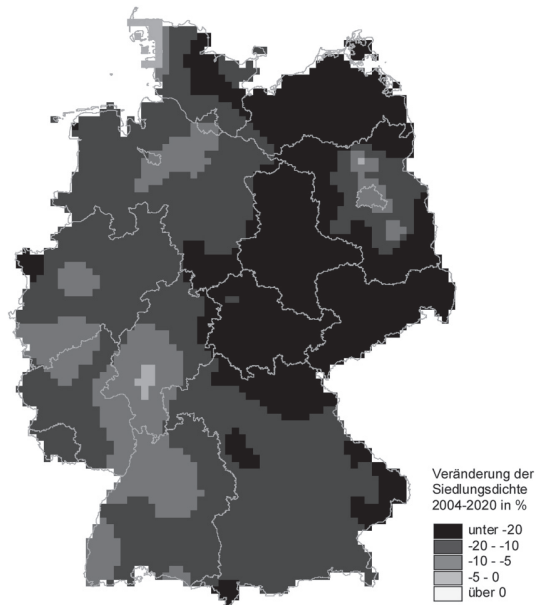 Veränderung der
Siedlungsdichte
2004-2020 in %
unter -20
-20 - -10
-10 - -5
-5 - 0
über 0